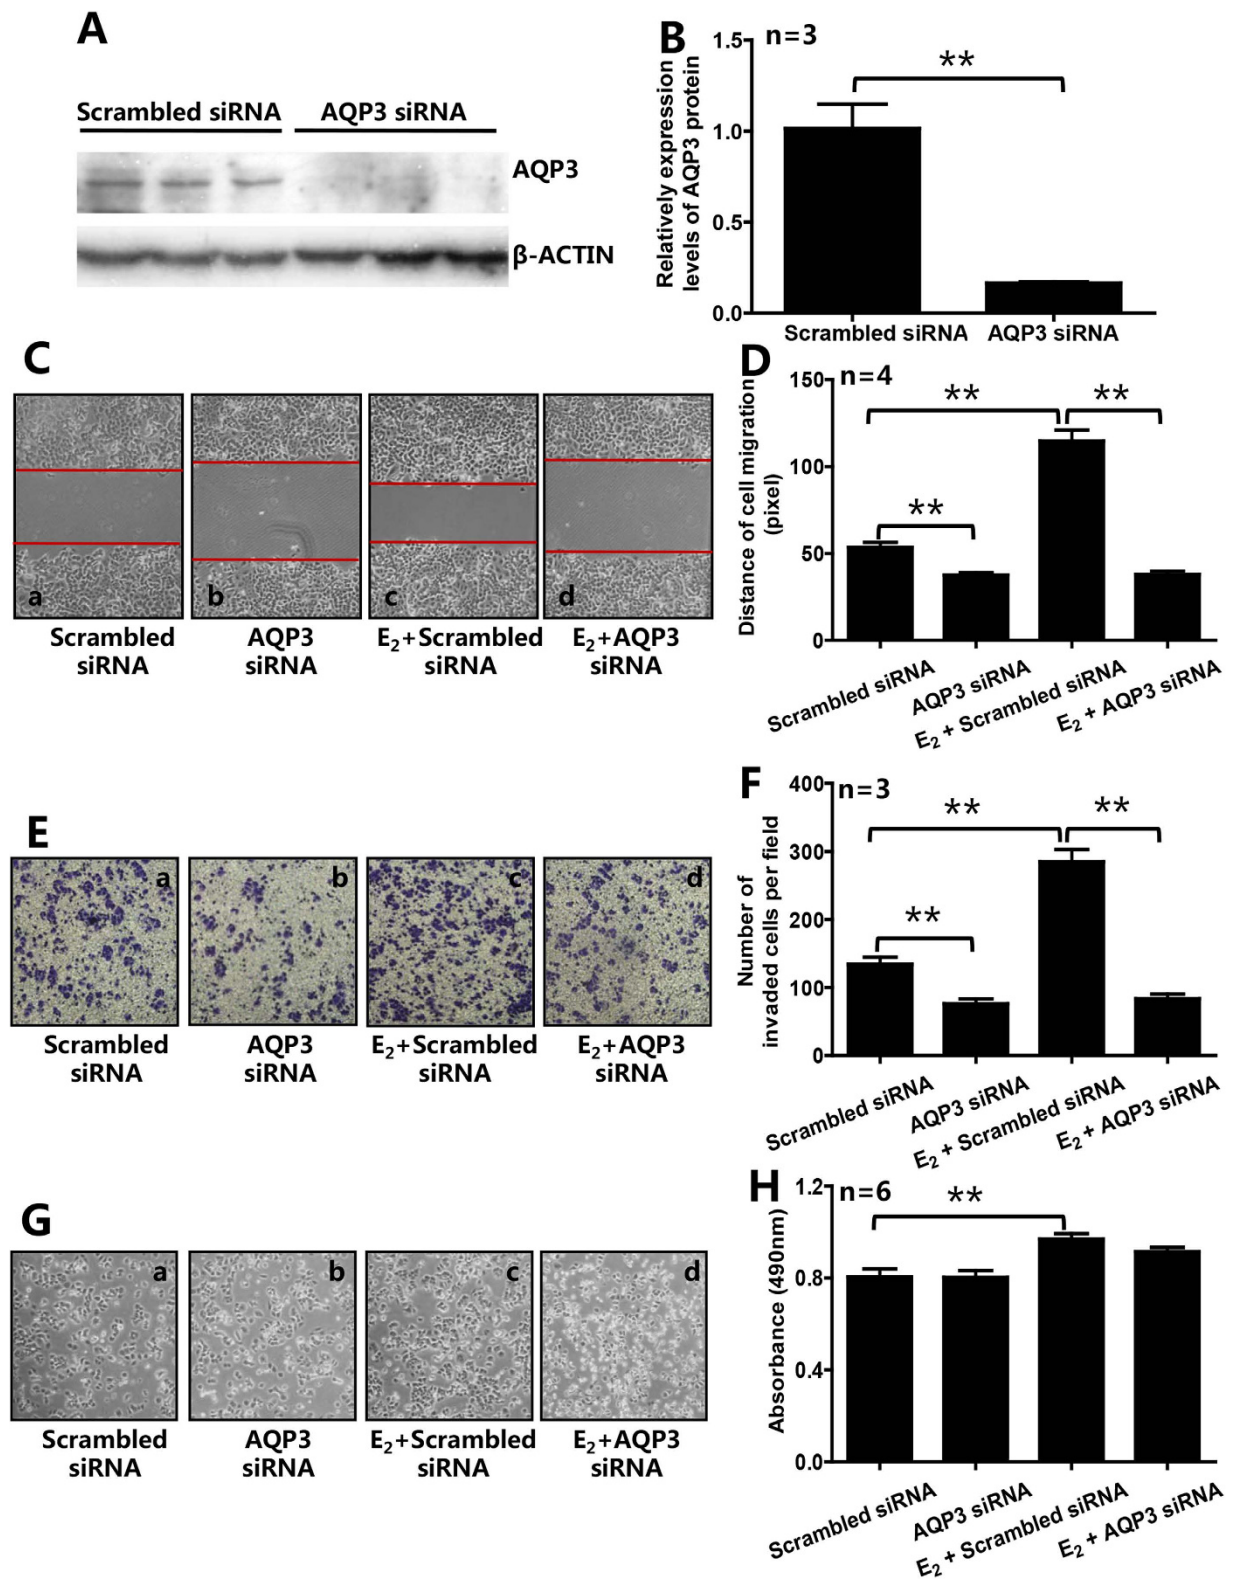 A
Scrambled siRNA
AQP3 siRNA
AQP3
β-ACTIN
B
n=3
**
Relatively expression
levels of AQP3 protein
1.5
1.0
0.5
0.0
Scrambled siRNA
AQP3 siRNA
C
a
b
c
d
Scrambled
siRNA
AQP3
siRNA
E₂+Scrambled
siRNA
E₂+AQP3
siRNA
D
n=4
**
**
**
Distance of cell migration
(pixel)
150
100
50
0
Scrambled siRNA
AQP3 siRNA
E₂ + Scrambled siRNA
E₂ + AQP3 siRNA
E
a
b
c
d
Scrambled
siRNA
AQP3
siRNA
E₂+Scrambled
siRNA
E₂+AQP3
siRNA
F
n=3
**
**
**
Number of
invaded cells per field
400
300
200
100
0
Scrambled siRNA
AQP3 siRNA
E₂ + Scrambled siRNA
E₂ + AQP3 siRNA
G
a
b
c
d
Scrambled
siRNA
AQP3
siRNA
E₂+Scrambled
siRNA
E₂+AQP3
siRNA
H
n=6
**
Absorbance (490nm)
1.2
0.8
0.4
0.0
Scrambled siRNA
AQP3 siRNA
E₂ + Scrambled siRNA
E₂ + AQP3 siRNA